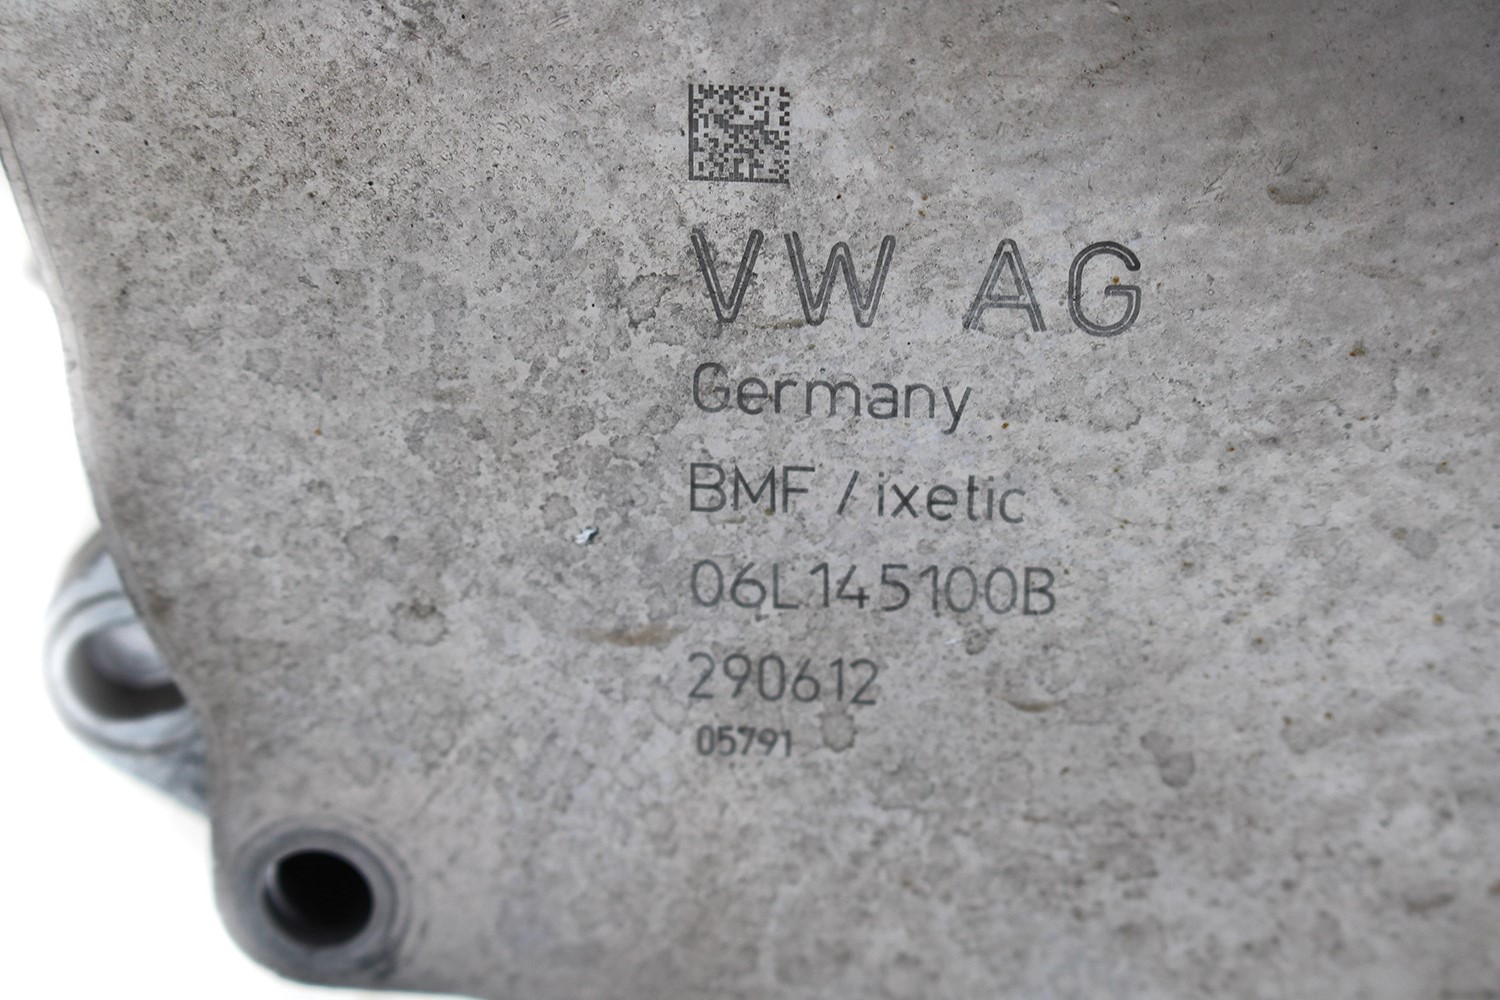 VW AG
Germany
BMF / ixetic
06L145100B
290612
05791